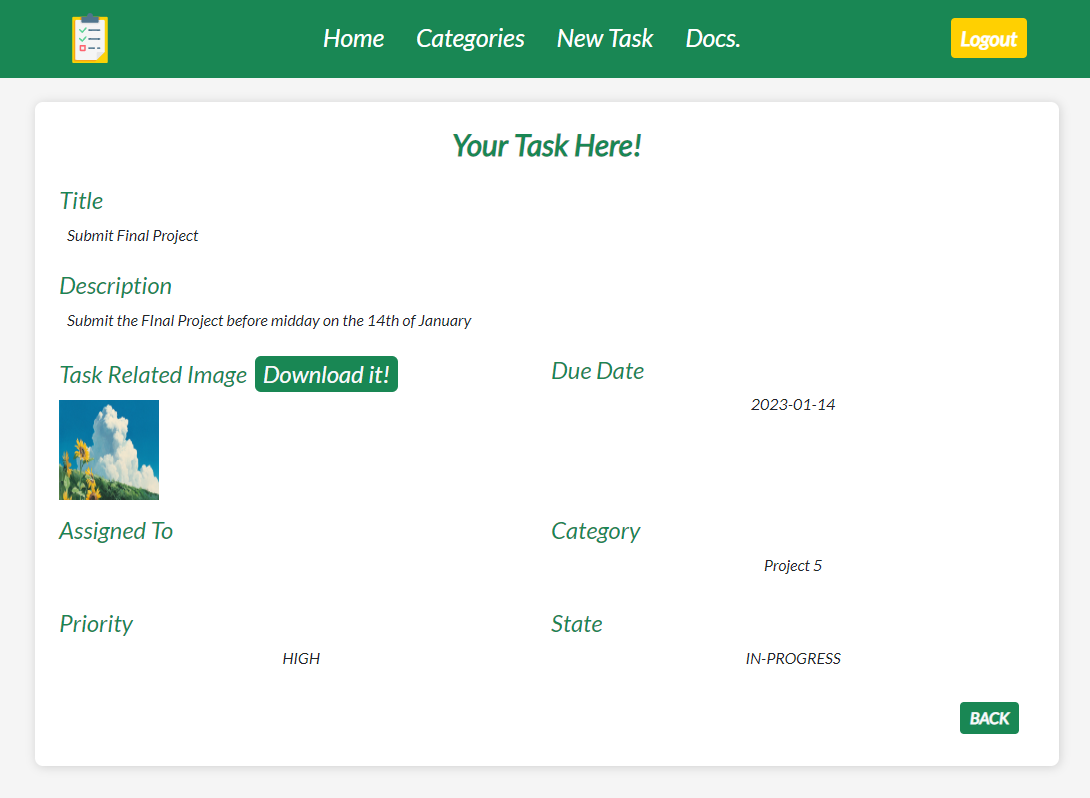 Home Categories New Task Docs. Logout
Your Task Here!
Title
Submit Final Project
Description
Submit the FInal Project before midday on the 14th of January
Task Related Image Download it!
Due Date
2023-01-14
Assigned To
Category
Project 5
Priority
HIGH
State
IN-PROGRESS
BACK